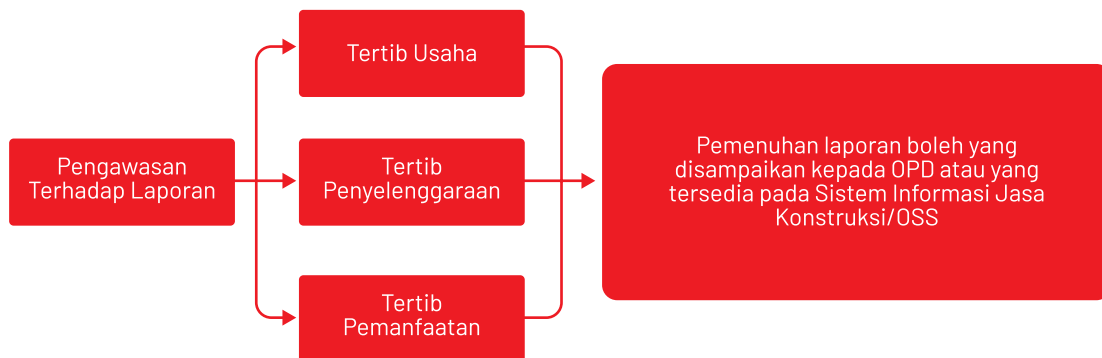 Pengawasan
Terhadap Laporan
Tertib Usaha
Tertib
Penyelenggaraan
Tertib
Pemanfaatan
Pemenuhan laporan boleh yang
disampaikan kepada OPD atau yang
tersedia pada Sistem Informasi Jasa
Konstruksi/OSS